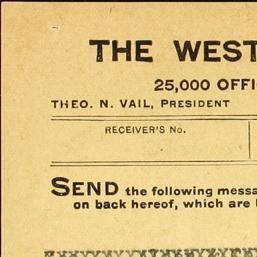 THE WEST
25,000 OFFI
THEO. N. VAIL, PRESIDENT
RECEIVER'S No.
SEND the following messa
on back hereof, which are